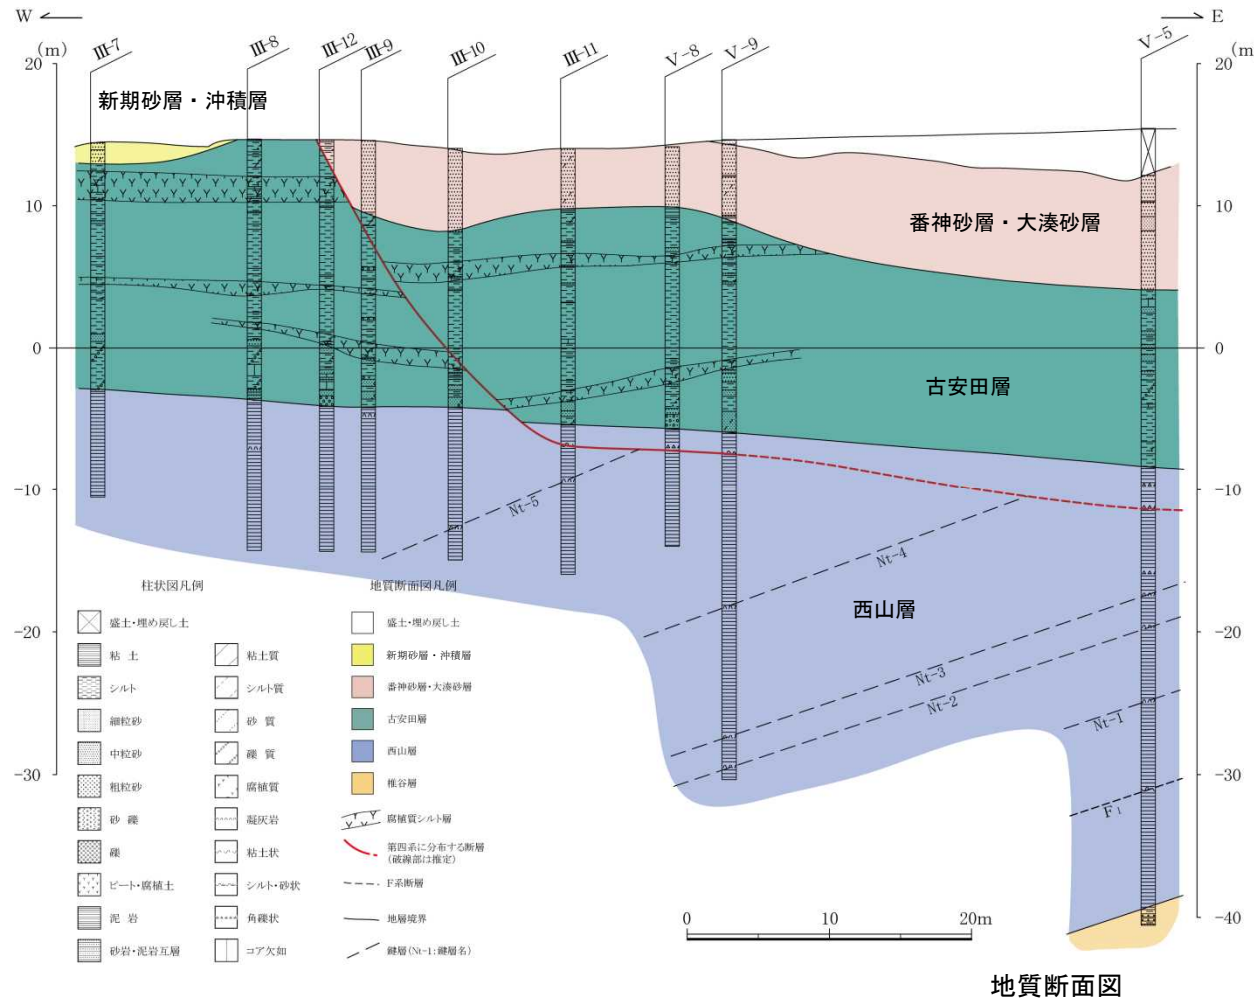 W
E
(m)
(m
Ⅲ-7
Ⅲ-8
Ⅲ-12
Ⅲ-9
Ⅲ-10
Ⅲ-11
V-8
V-9
V-5
20
20
新期砂層・沖積層
10
10
番神砂層・大湊砂層
0
0
古安田層
-10
-10
Nt-5
Nt-4
西山層
-20
-20
Nt-3
Nt-2
Nt-1
-30
-30
F1
-40
柱状図凡例
盛土・埋め戻し土
粘土
シルト
細粒砂
中粒砂
粗粒砂
砂礫
礫
ピート・腐植土
泥岩
砂岩・泥岩互層
粘土質
シルト質
砂質
礫質
腐植質
凝灰岩
粘土状
シルト・砂状
角礫状
コア欠如
地質断面図凡例
盛土・埋め戻し土
新期砂層・沖積層
番神砂層・大湊砂層
古安田層
西山層
椎谷層
腐植質シルト層
第四系に分布する断層
(破線部は推定)
F系断層
地層境界
鍵層(Nt-1:鍵層名)
0
10
20m
地質断面図